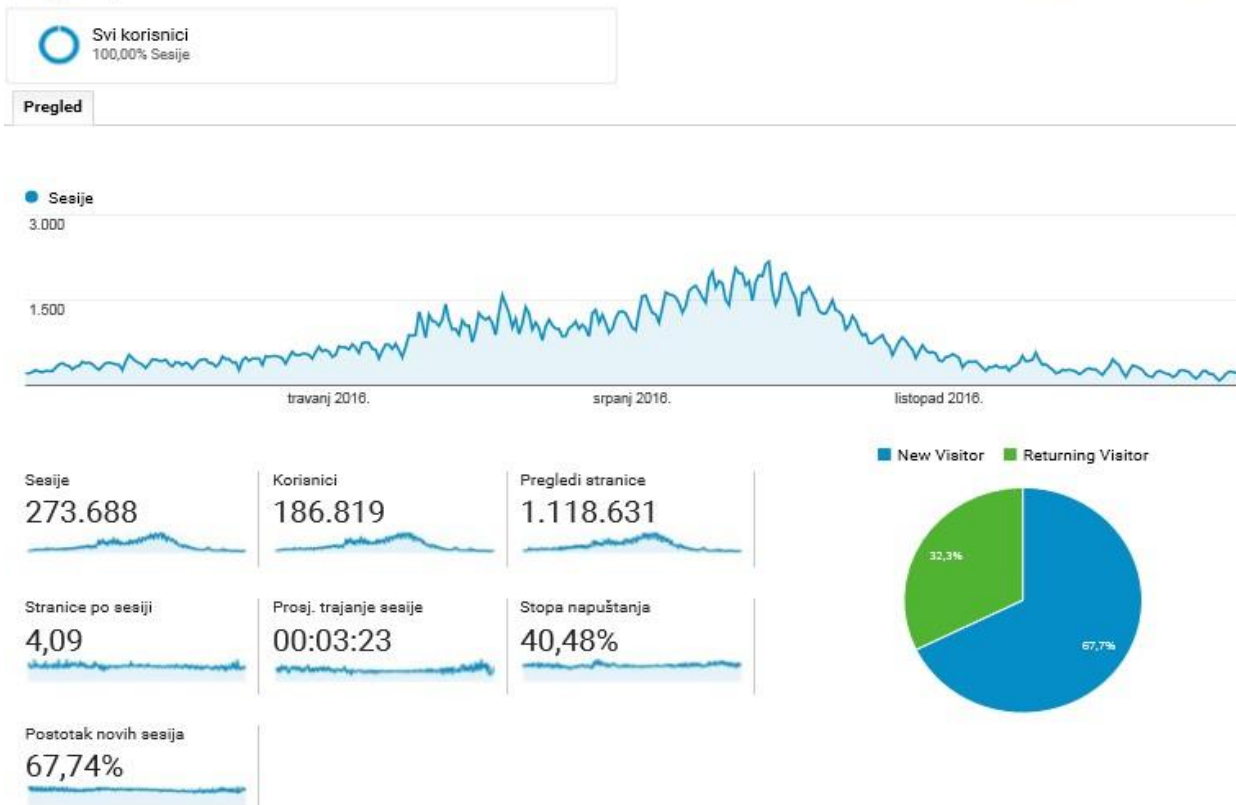 Svi korisnici
100,00% Sesije
Pregled
Sesije
3.000
1.500
travanj 2016.
srpanj 2016.
listopad 2016.
New Visitor
Returning Visitor
Sesije
273.688
Korisnici
186.819
Pregledi stranice
1.118.631
32,3%
67,7%
Stranice po sesiji
4,09
Prosj. trajanje sesije
00:03:23
Stopa napuštanja
40,48%
Postotak novih sesija
67,74%